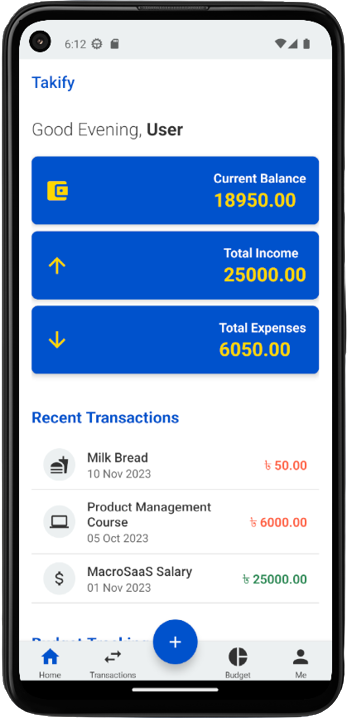 6:12
Takify
Good Evening, User
Current Balance
18950.00
Total Income
25000.00
Total Expenses
6050.00
Recent Transactions
Milk Bread
৳ 50.00
10 Nov 2023
Product Management
Course
৳ 6000.00
05 Oct 2023
MacroSaaS Salary
৳ 25000.00
01 Nov 2023
Budget Tracking
+
Home
Transactions
Budget
Me